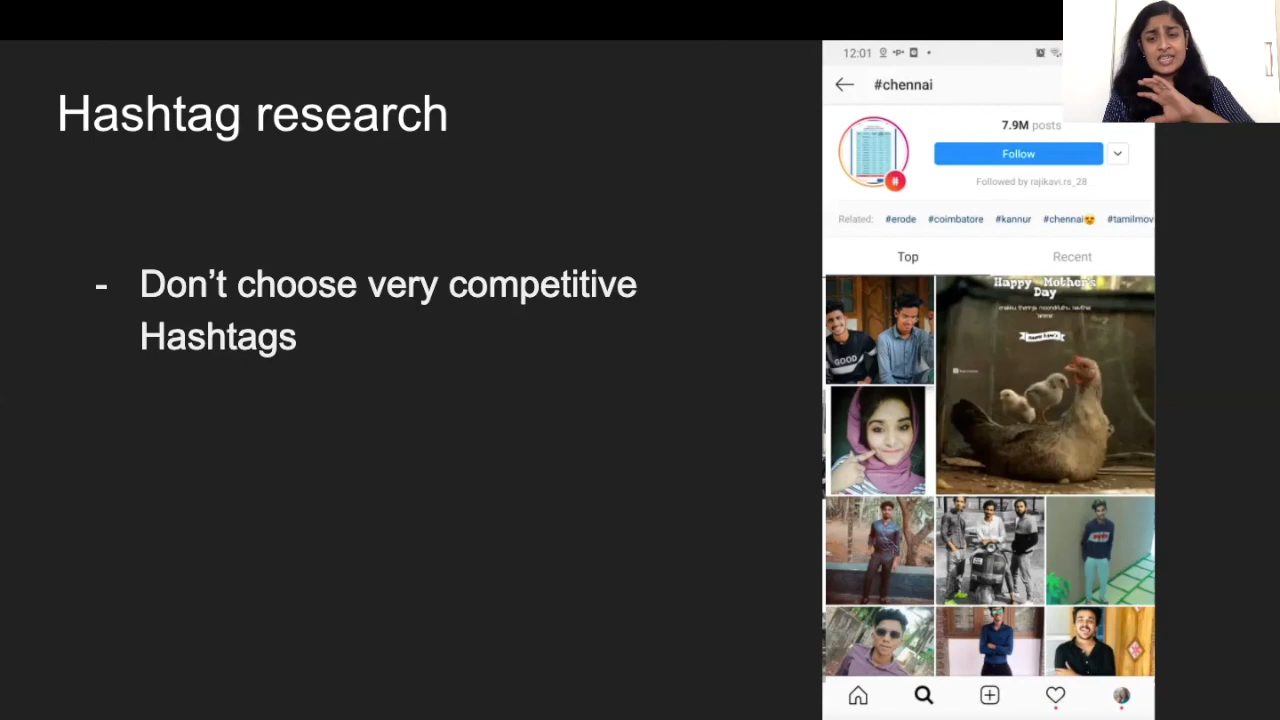 Hashtag research
- Don’t choose very competitive
Hashtags
12:01
#chennai
7.9M posts
Follow
Followed by rajikavi.rs_28
Related: #erode #coimbatore #kannur #chennai😍 #tamilmov
Top Recent
Happy Mother's
Day
GOOD